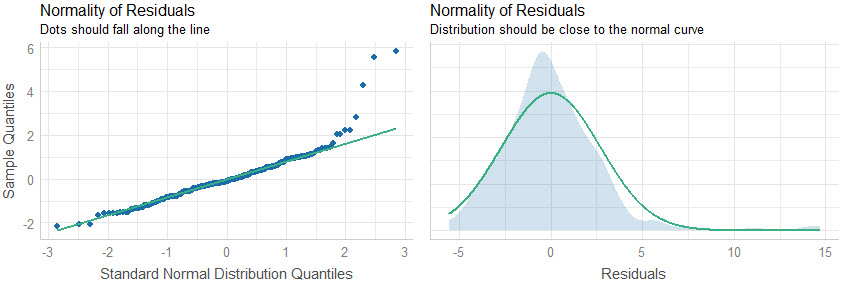 Normality of Residuals
Dots should fall along the line
Sample Quantiles
6
4
2
0
-2
-3
-2
-1
0
1
2
3
Standard Normal Distribution Quantiles
Normality of Residuals
Distribution should be close to the normal curve
-5
0
5
10
15
Residuals